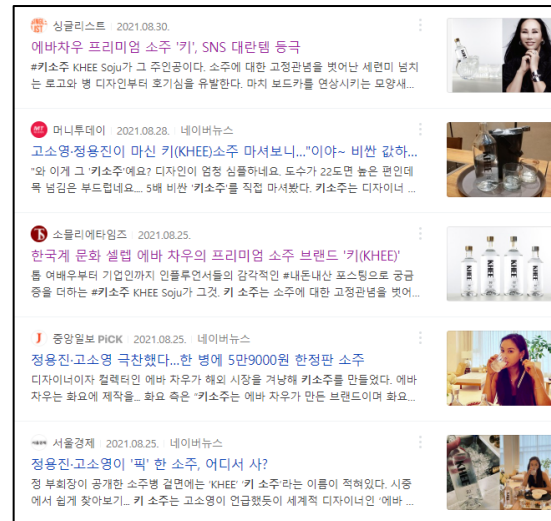 싱글리스트 2021.08.30.
에바차우 프리미엄 소주 '키', SNS 대란템 등극
#키소주 KHEE Soju가 그 주인공이다. 소주에 대한 고정관념을 벗어난 세련미 넘치
는 로고와 병 디자인부터 호기심을 유발한다. 마치 보드카를 연상시키는 모양새...
머니투데이 2021.08.28. 네이버뉴스
고소영·정용진이 마신 키(KHEE)소주 마셔보니..."이야~ 비싼 값하...
"와 이게 그 '키소주'예요? 디자인이 엄청 심플하네요. 도수가 22도면 높은 편인데
목 넘김은 부드럽네요.... 5배 비싼 '키소주'를 직접 마셔봤다. 키소주는 디자이너 ...
소믈리에타임즈 2021.08.25.
한국계 문화 셀렙 에바 차우의 프리미엄 소주 브랜드 '키(KHEE)'
톱 여배우부터 기업인까지 인플루언서들의 감각적인 #내돈내산 포스팅으로 궁금
증을 더하는 #키소주 KHEE Soju가 그것. 키 소주는 소주에 대한 고정관념을 벗어...
중앙일보 PiCK 2021.08.25. 네이버뉴스
정용진·고소영 극찬했다...한 병에 5만9000원 한정판 소주
디자이너이자 컬렉터인 에바 차우가 해외 시장을 겨냥해 키소주를 만들었다. 에바
차우는 화요에 제작을... 화요 측은 "키소주는 에바 차우가 만든 브랜드이며 화요...
서울경제 2021.08.25. 네이버뉴스
정용진·고소영이 '픽' 한 소주, 어디서 사?
정 부회장이 공개한 소주병 겉면에는 'KHEE' '키 소주'라는 이름이 적혀있다. 시중
에서 쉽게 찾아보기... 키 소주는 고소영이 언급했듯이 세계적 디자이너인 '에바 ...